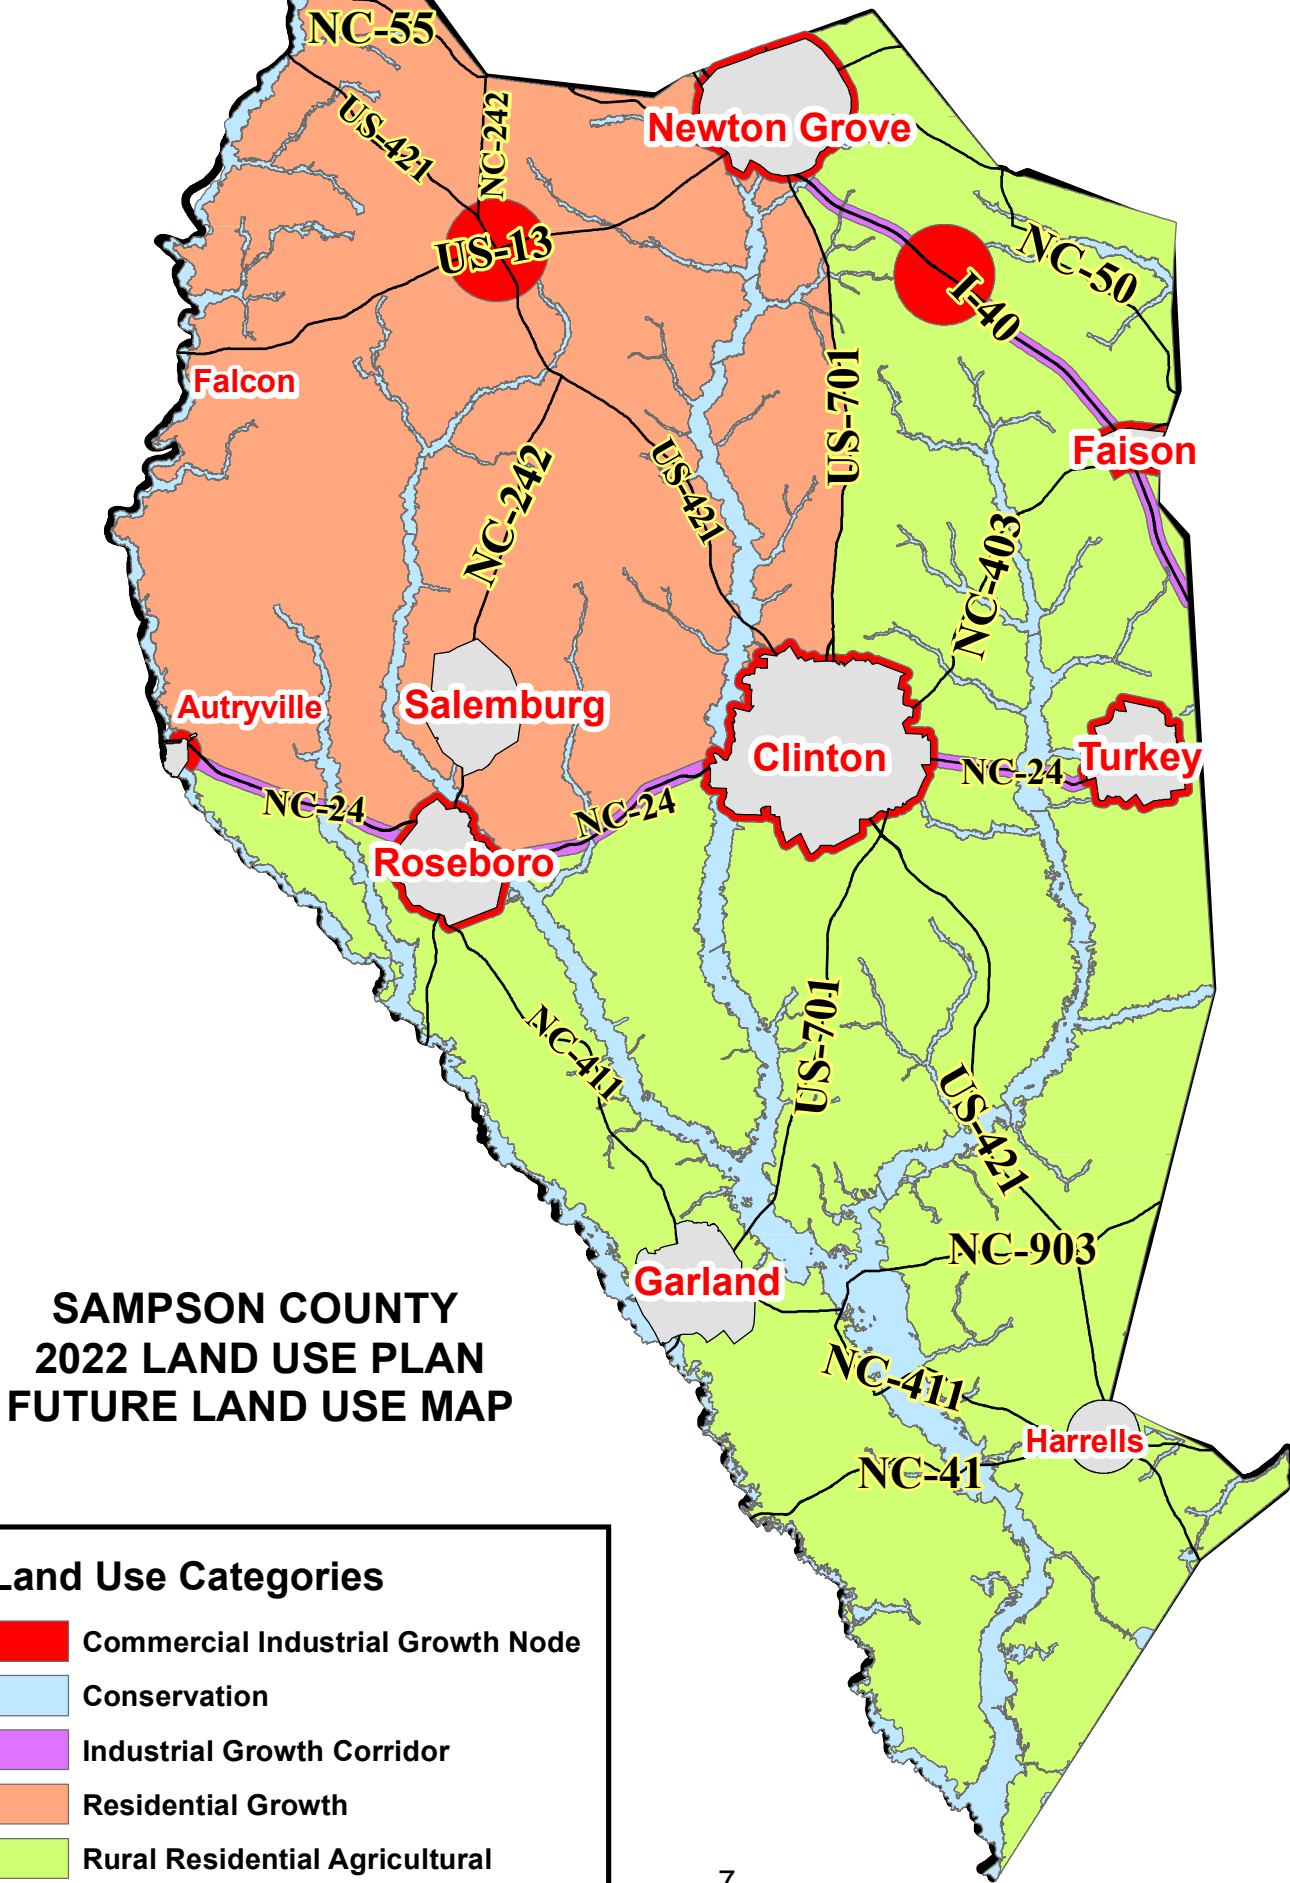 NC-55
US-421
NC-242
Newton Grove
US-13
NC-50
I-40
Falcon
US-701
Faison
US-421
NC-242
NC-403
Autryville
Salemburg
Clinton
Turkey
NC-24
NC-24
NC-24
Roseboro
NC-411
US-701
US-421
NC-903
Garland
SAMPSON COUNTY
2022 LAND USE PLAN
FUTURE LAND USE MAP
NC-411
Harrells
NC-41
Land Use Categories
Commercial Industrial Growth Node
Conservation
Industrial Growth Corridor
Residential Growth
Rural Residential Agricultural
7